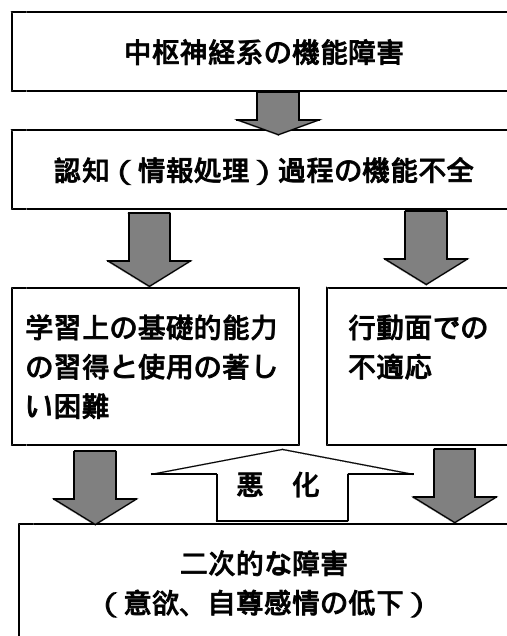 中枢神経系の機能障害
認知(情報処理)過程の機能不全
学習上の基礎的能力
の習得と使用の著し
い困難
行動面での
不適応
悪 化
二次的な障害
(意欲、自尊感情の低下)